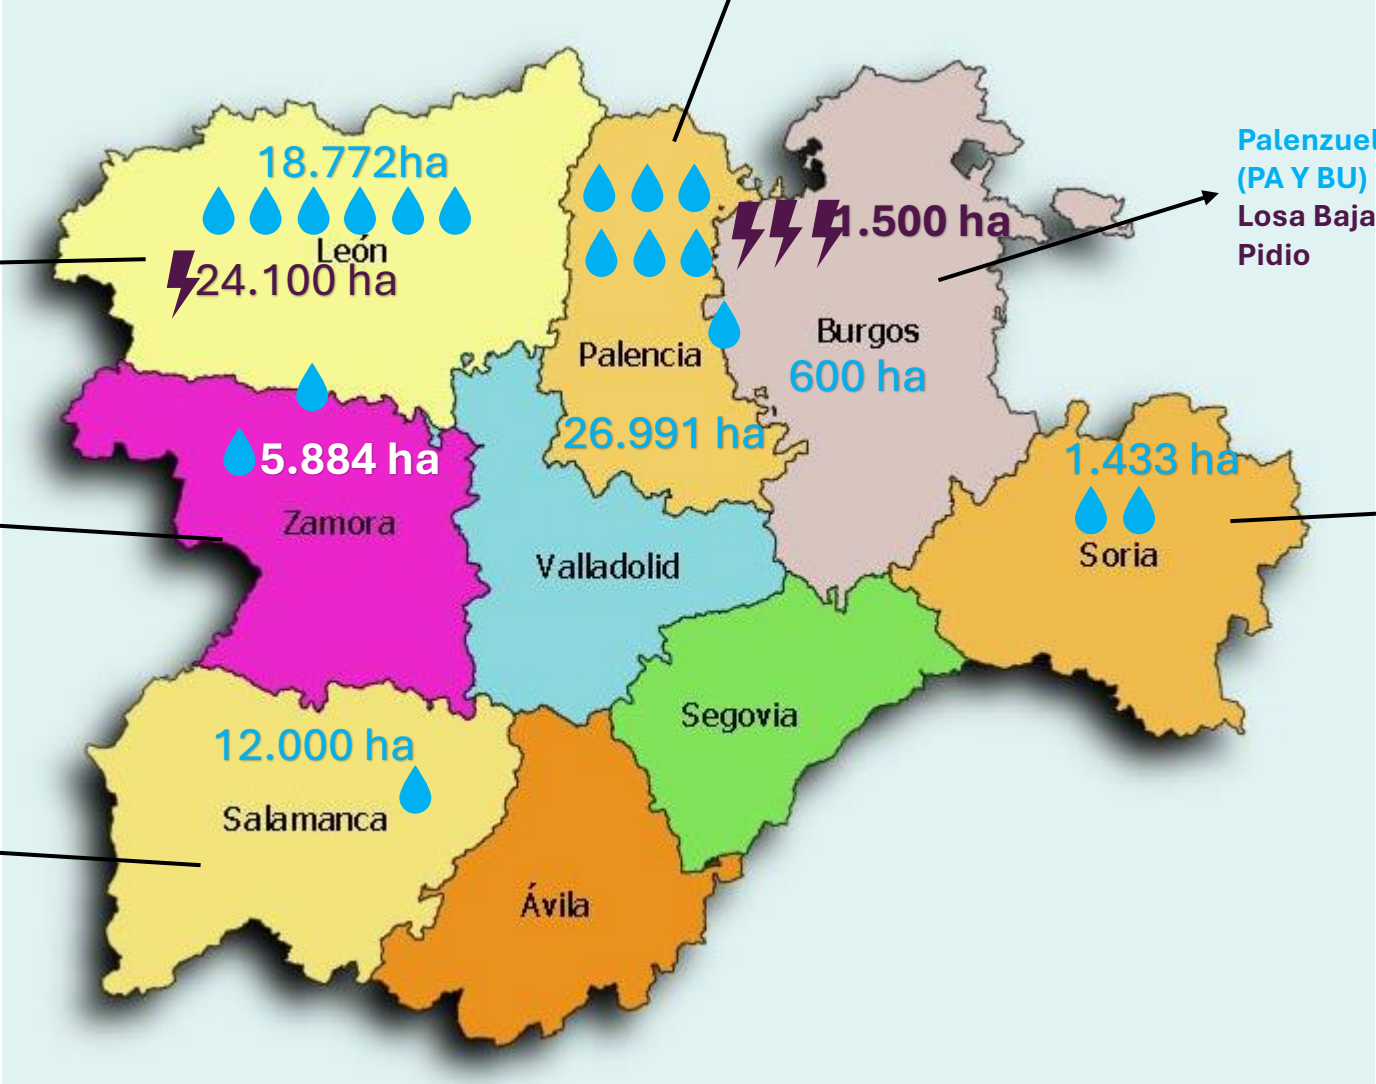 18.772ha
León
24.100 ha
1.500 ha
Palenzuel
(PA Y BU)
Losa Baja
Pidio
Burgos
600 ha
Palencia
26.991 ha
5.884 ha
Zamora
1.433 ha
Soria
Valladolid
Segovia
12.000 ha
Salamanca
Ávila